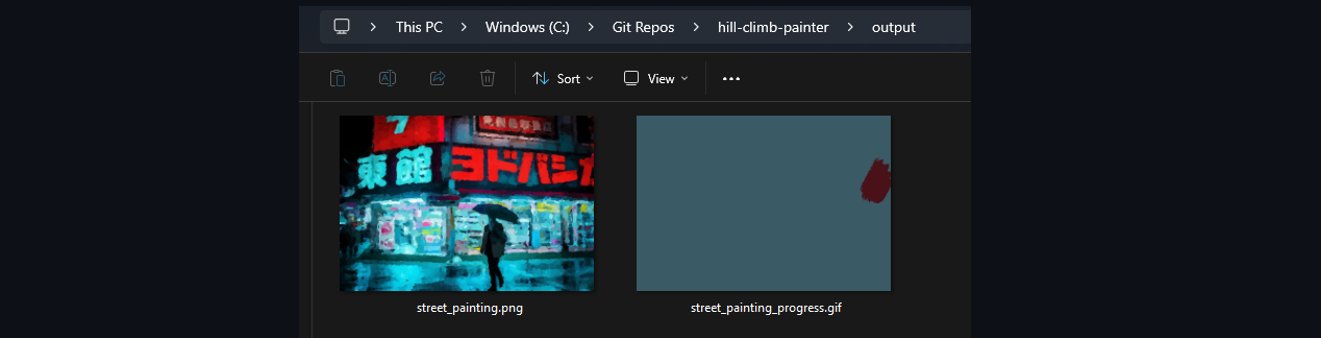 This PC > Windows (C:) > Git Repos > hill-climb-painter > output
Sort View ...
7
東館 ヨドバシカ
street_painting.png street_painting_progress.gif